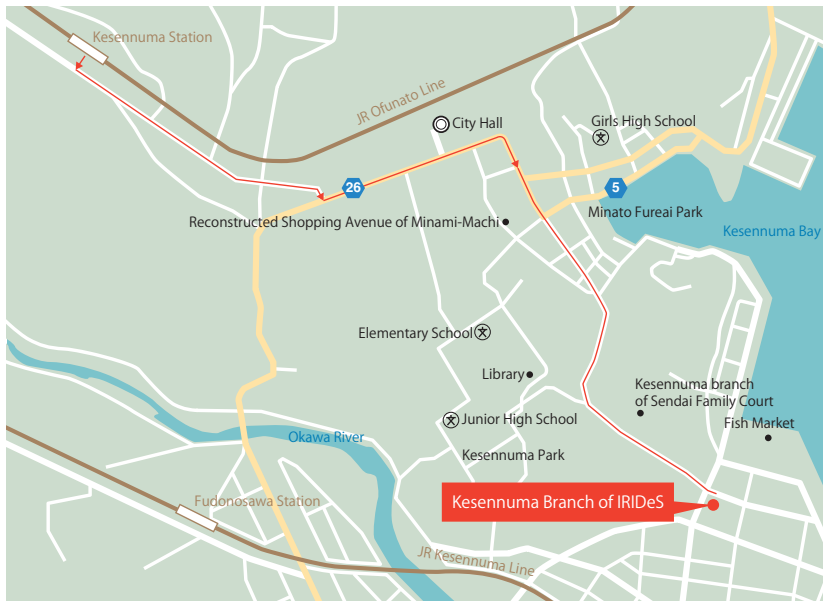 Kesennuma Station
JR Ofunato Line
City Hall
Girls High School
26
5
Minato Fureai Park
Reconstructed Shopping Avenue of Minami-Machi
Kesennuma Bay
Elementary School
Library
Kesennuma branch
of Sendai Family Court
Fish Market
Junior High School
Okawa River
Kesennuma Park
Fudonosawa Station
Kesennuma Branch of IRIDeS
JR Kesennuma Line